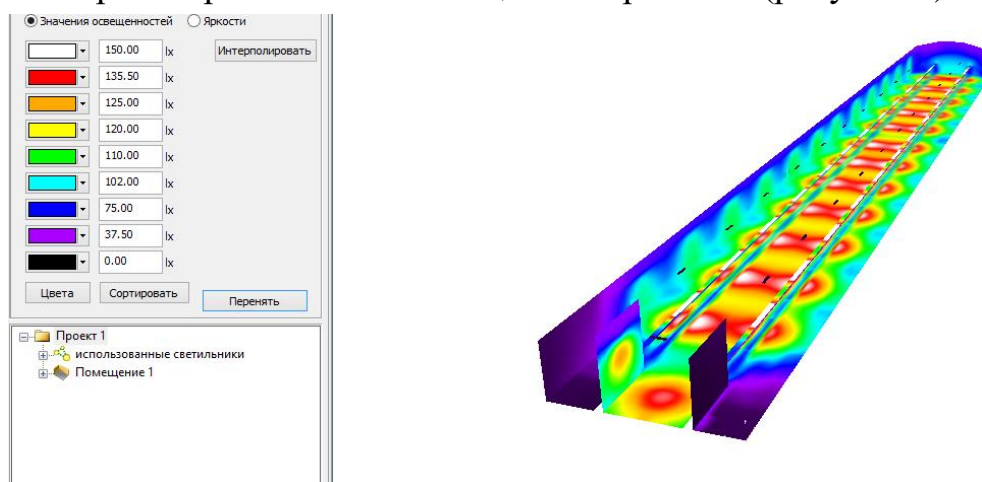 Значения освещенностей Яркости
150.00 lx Интерполировать
135.50 lx
125.00 lx
120.00 lx
110.00 lx
102.00 lx
75.00 lx
37.50 lx
0.00 lx
Цвета Сортировать Перенять
Проект 1
использованные светильники
Помещение 1